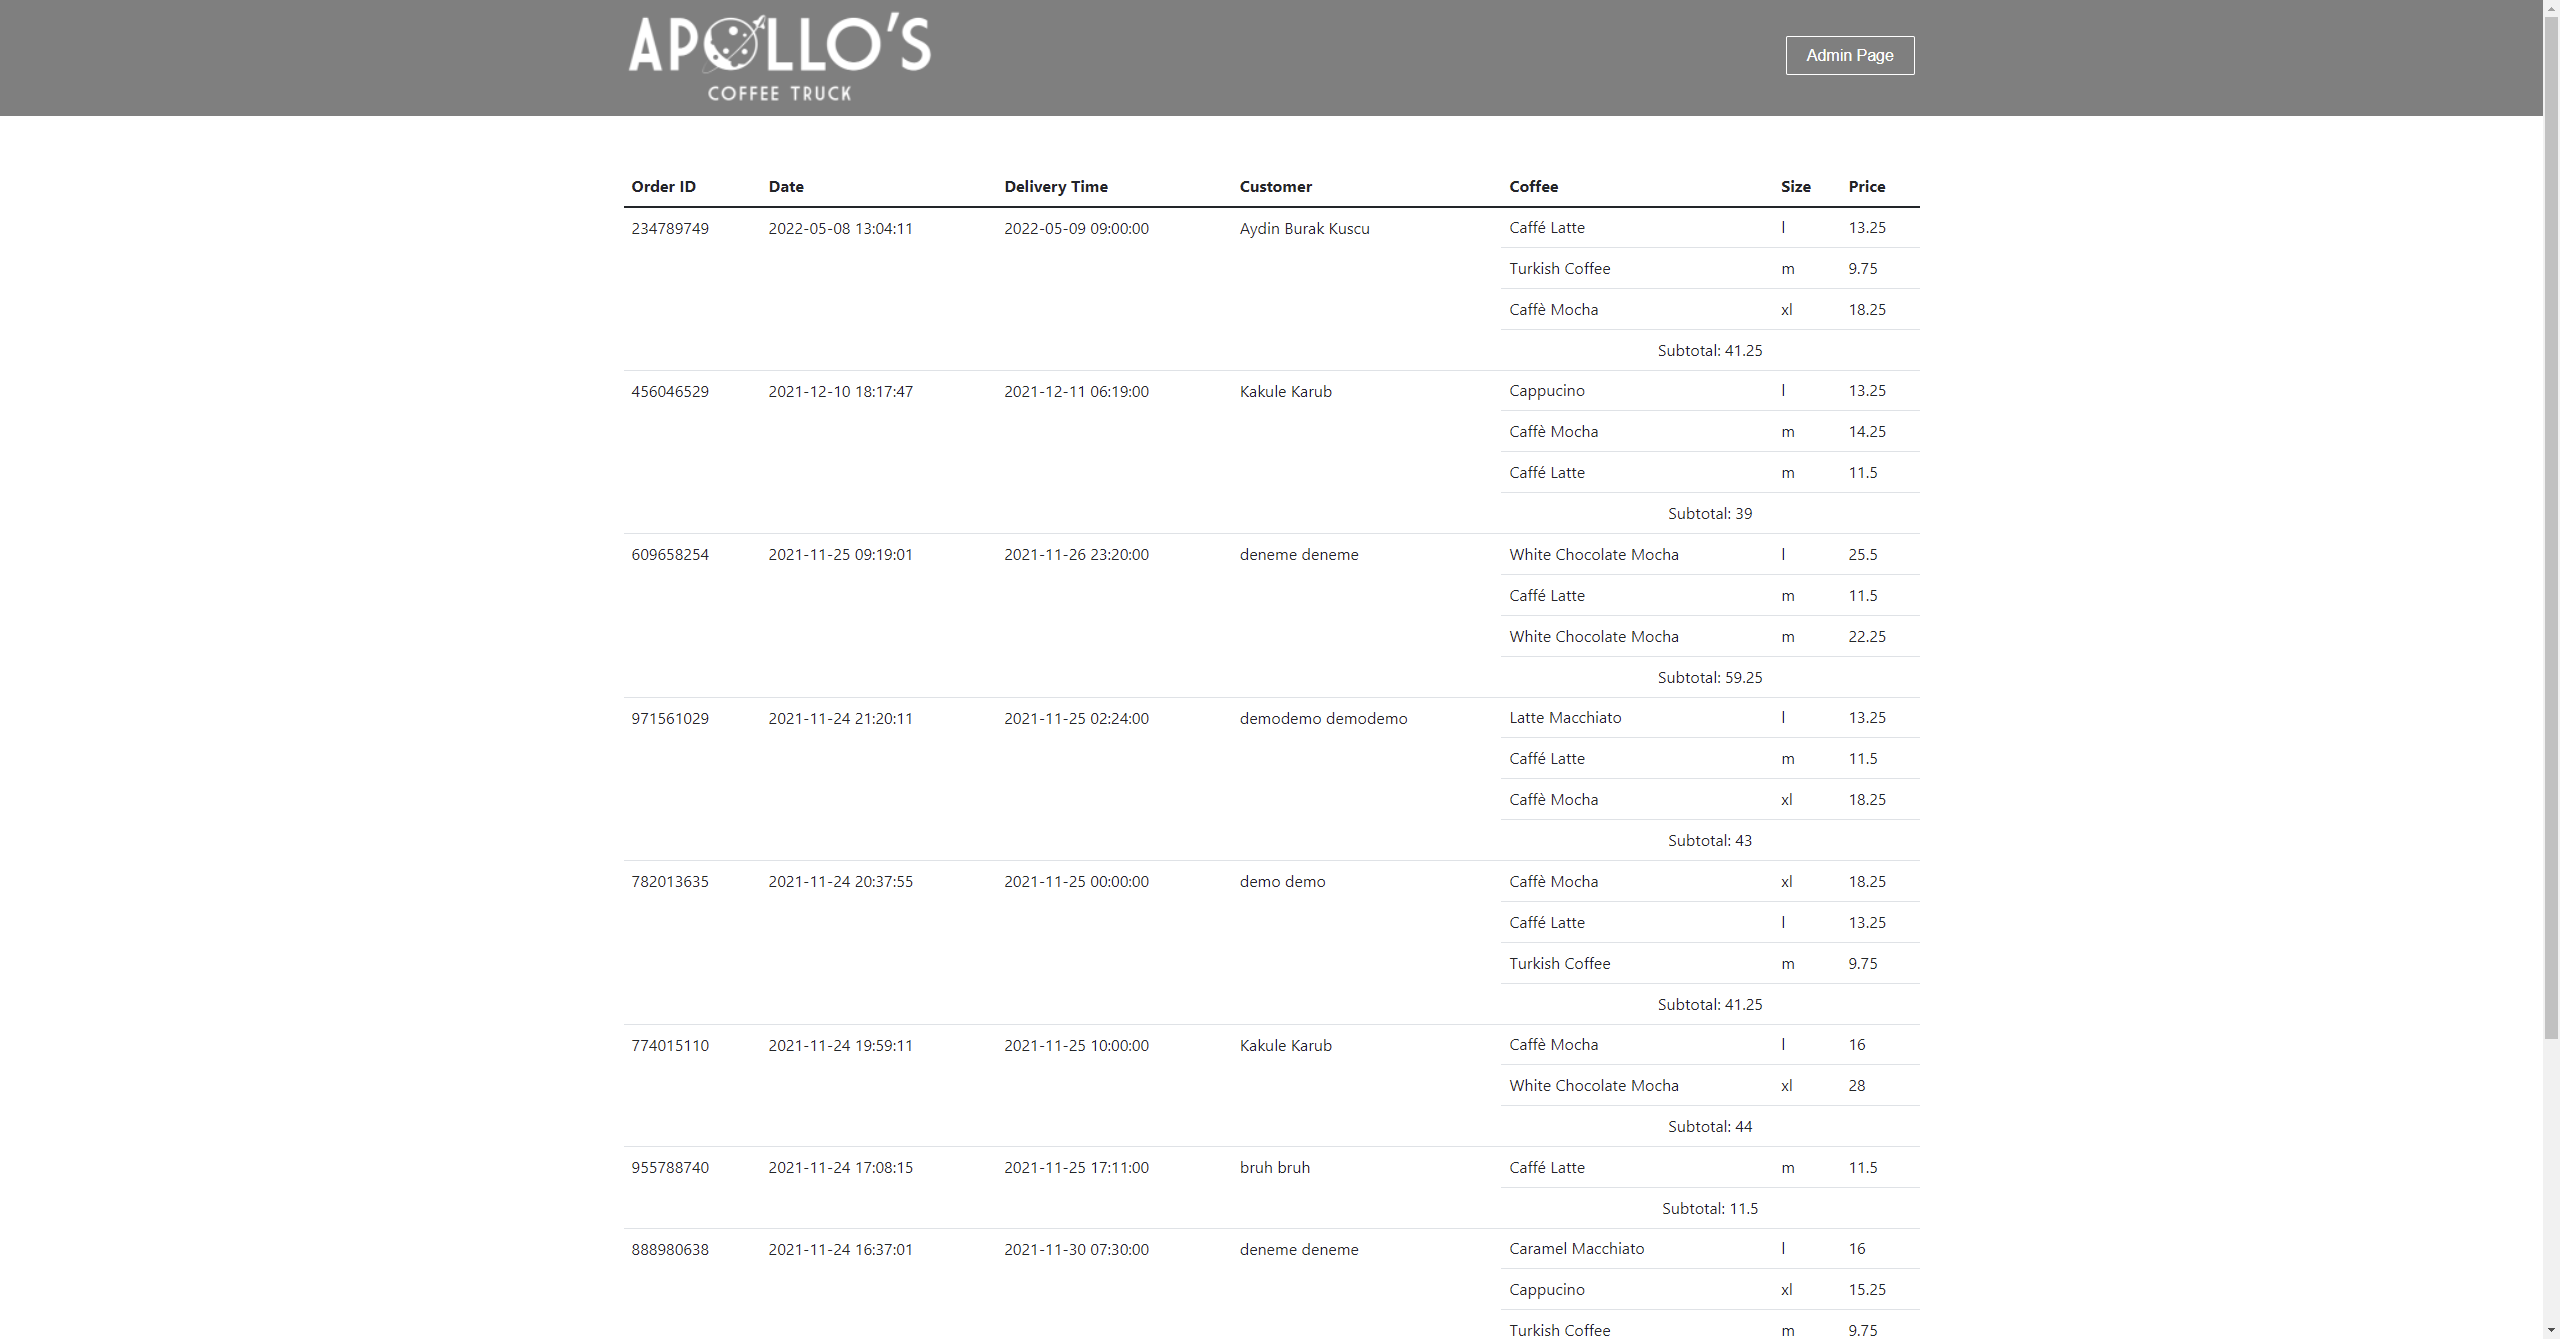 APOLLO'S
COFFEE TRUCK
Admin Page
Order ID Date Delivery Time Customer Coffee Size Price
234789749 2022-05-08 13:04:11 2022-05-09 09:00:00 Aydin Burak Kuscu Caffé Latte l 13.25
Turkish Coffee m 9.75
Caffè Mocha xl 18.25
Subtotal: 41.25
456046529 2021-12-10 18:17:47 2021-12-11 06:19:00 Kakule Karub Cappucino l 13.25
Caffè Mocha m 14.25
Caffé Latte m 11.5
Subtotal: 39
609658254 2021-11-25 09:19:01 2021-11-26 23:20:00 deneme deneme White Chocolate Mocha l 25.5
Caffé Latte m 11.5
White Chocolate Mocha m 22.25
Subtotal: 59.25
971561029 2021-11-24 21:20:11 2021-11-25 02:24:00 demodemo demodemo Latte Macchiato l 13.25
Caffé Latte m 11.5
Caffè Mocha xl 18.25
Subtotal: 43
782013635 2021-11-24 20:37:55 2021-11-25 00:00:00 demo demo Caffè Mocha xl 18.25
Caffé Latte l 13.25
Turkish Coffee m 9.75
Subtotal: 41.25
774015110 2021-11-24 19:59:11 2021-11-25 10:00:00 Kakule Karub Caffè Mocha l 16
White Chocolate Mocha xl 28
Subtotal: 44
955788740 2021-11-24 17:08:15 2021-11-25 17:11:00 bruh bruh Caffé Latte m 11.5
Subtotal: 11.5
888980638 2021-11-24 16:37:01 2021-11-30 07:30:00 deneme deneme Caramel Macchiato l 16
Cappucino xl 15.25
Turkish Coffee m 9.75